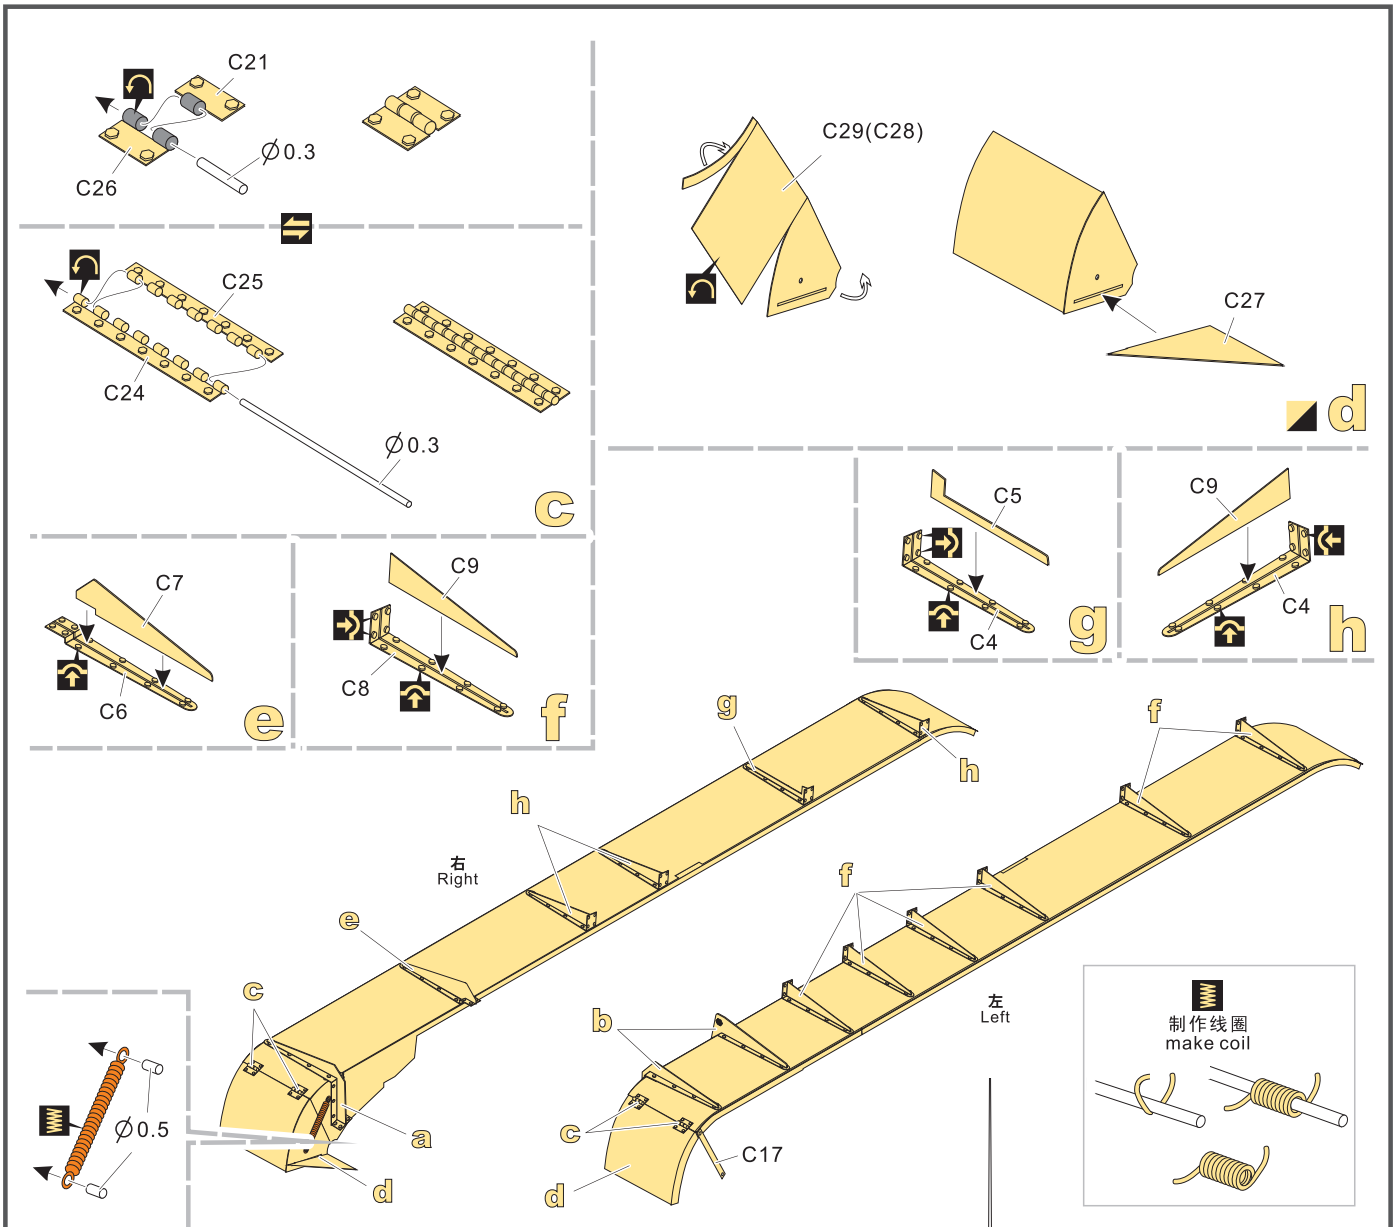 C21
C26
Ø0.3
C25
C24
Ø0.3
c
C29(C28)
C27
d
C7
C6
e
C9
C8
f
C5
C4
g
C9
C4
h
g
h
h
右
Right
e
c
a
d
f
f
b
c
d
C17
左
Left
Ø0.5
制作线圈
make coil